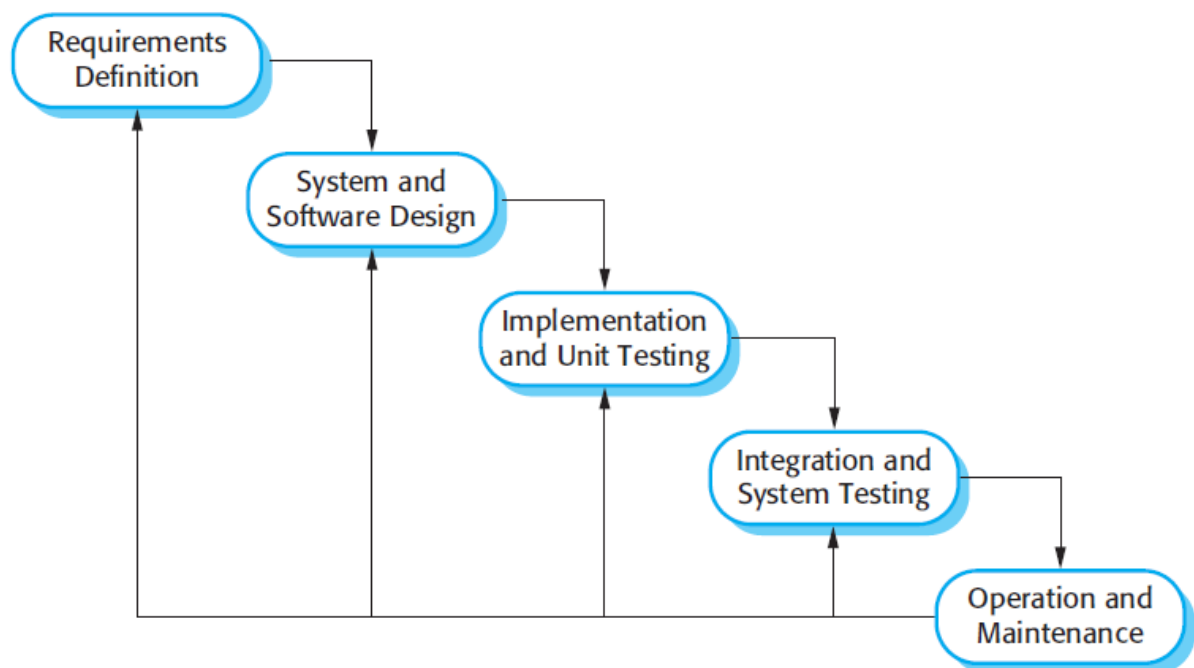 Requirements
Definition
System and
Software Design
Implementation
and Unit Testing
Integration and
System Testing
Operation and
Maintenance